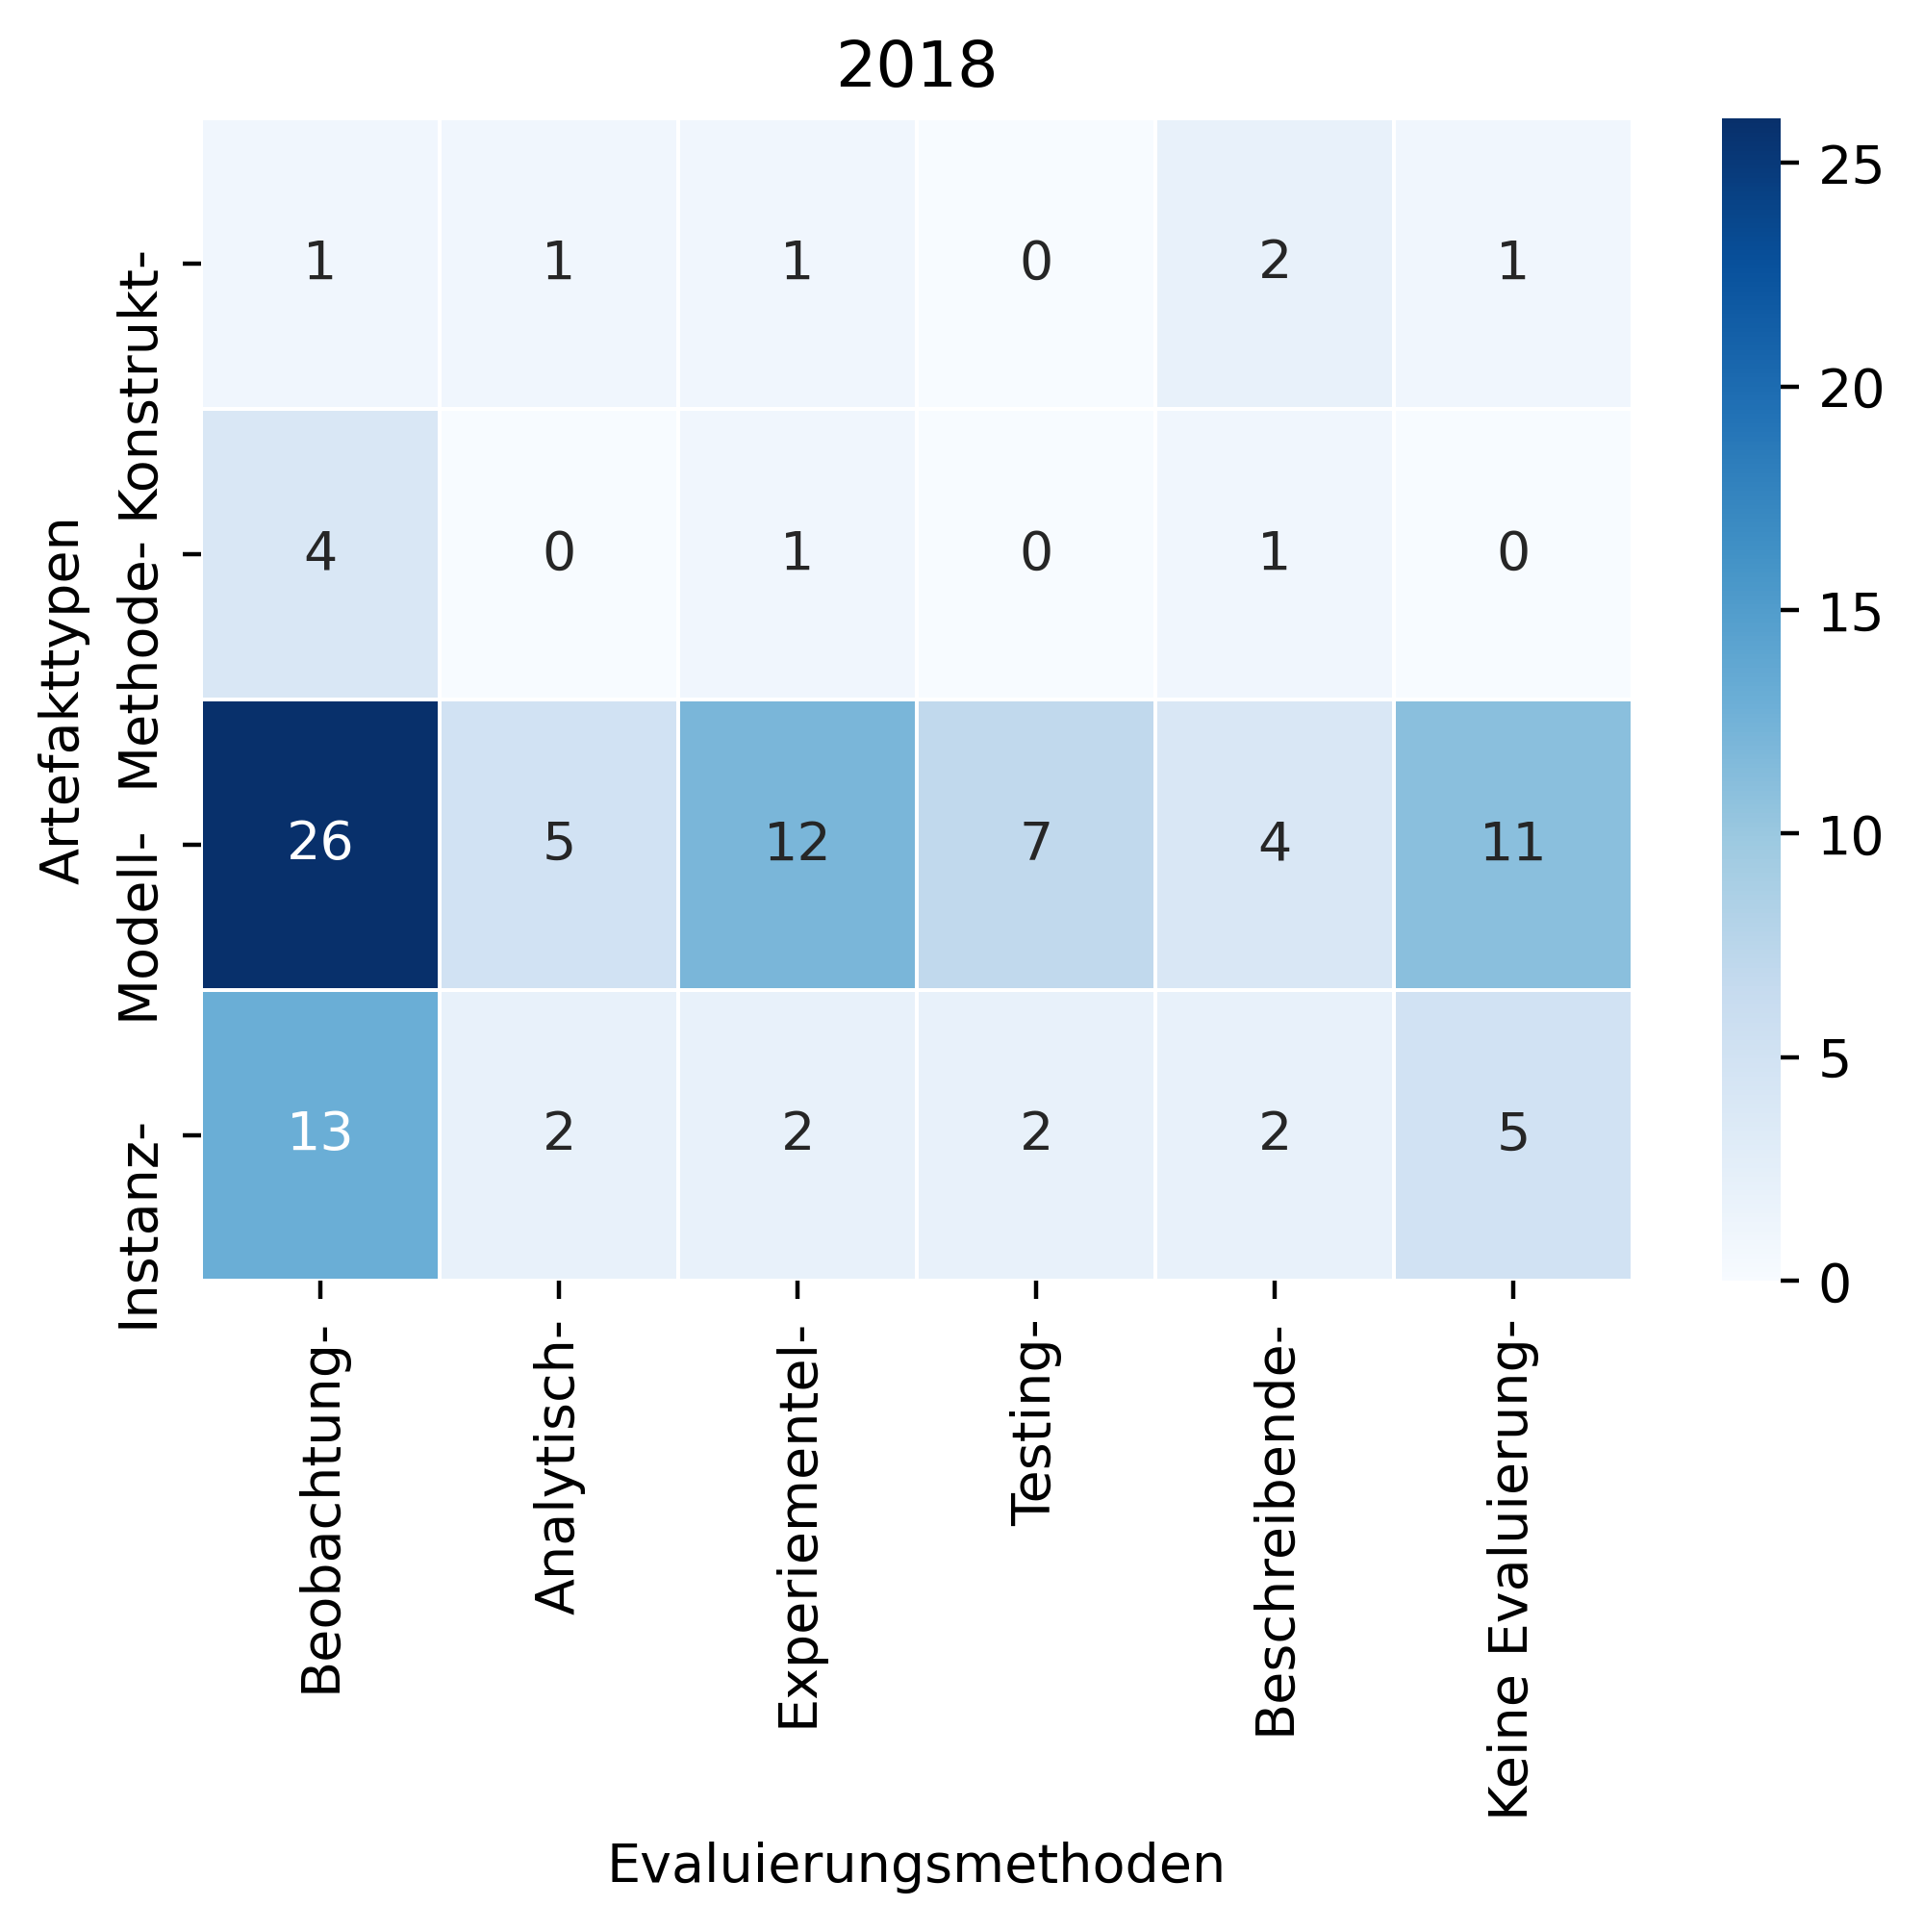 2018
Artefakttypen
Konstrukt-
1 1 1 0 2 1
Methode-
4 0 1 0 1 0
Modell-
26 5 12 7 4 11
Instanz-
13 2 2 2 2 5
Beobachtung-
Analytisch-
Experiementel-
Testing-
Beschreibende-
Keine Evaluierung-
Evaluierungsmethoden
25
20
15
10
5
0